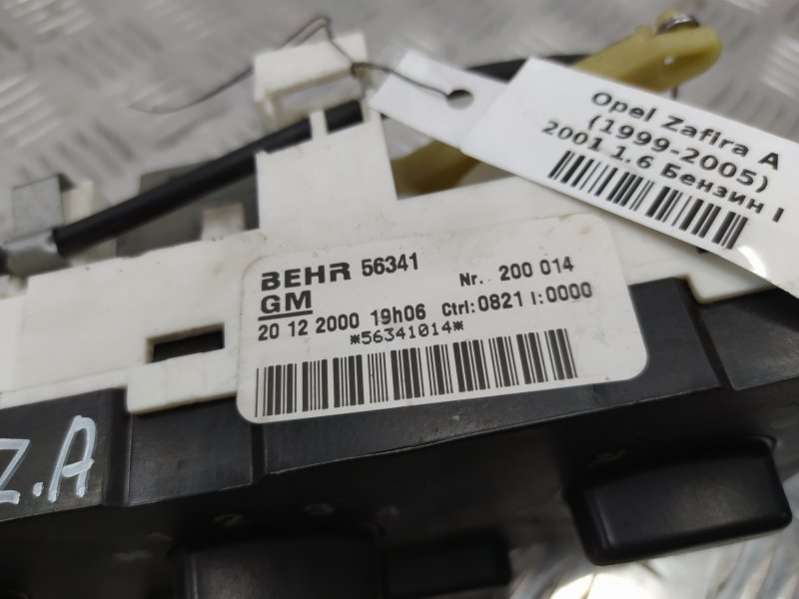 Opel Zafira A
(1999-2005)
2001 1.6 Бензин I
BEHR 56341 Nr. 200 014
GM
20 12 2000 19h06 Ctrl:0821 I:0000
*56341014*
Z.A